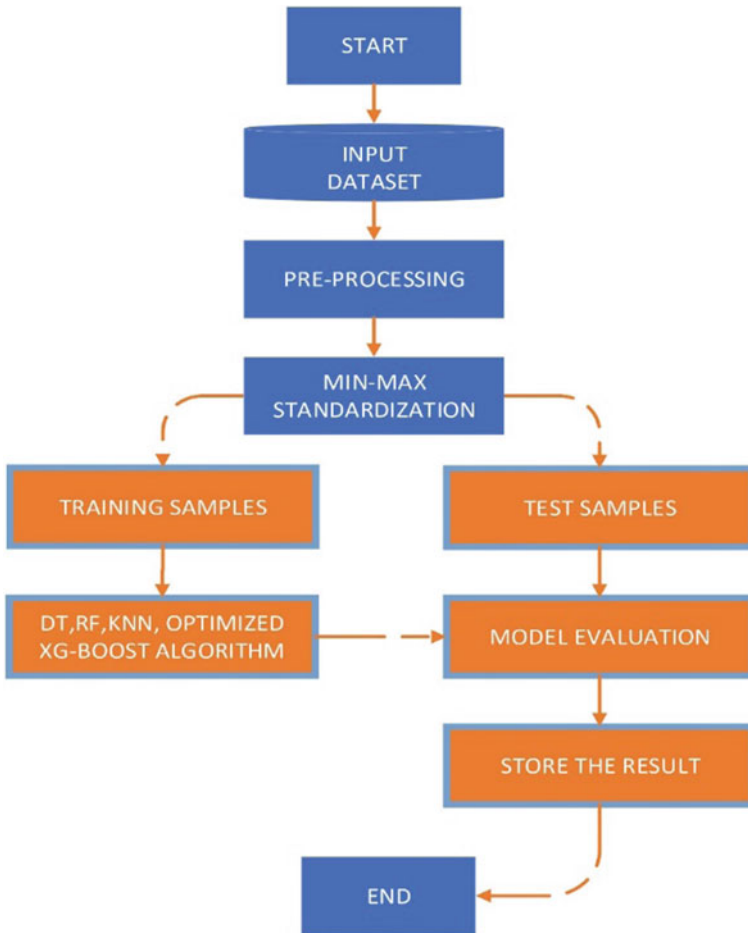 START
INPUT
DATASET
PRE-PROCESSING
MIN-MAX
STANDARDIZATION
TRAINING SAMPLES
TEST SAMPLES
DT,RF,KNN, OPTIMIZED
XG-BOOST ALGORITHM
MODEL EVALUATION
STORE THE RESULT
END